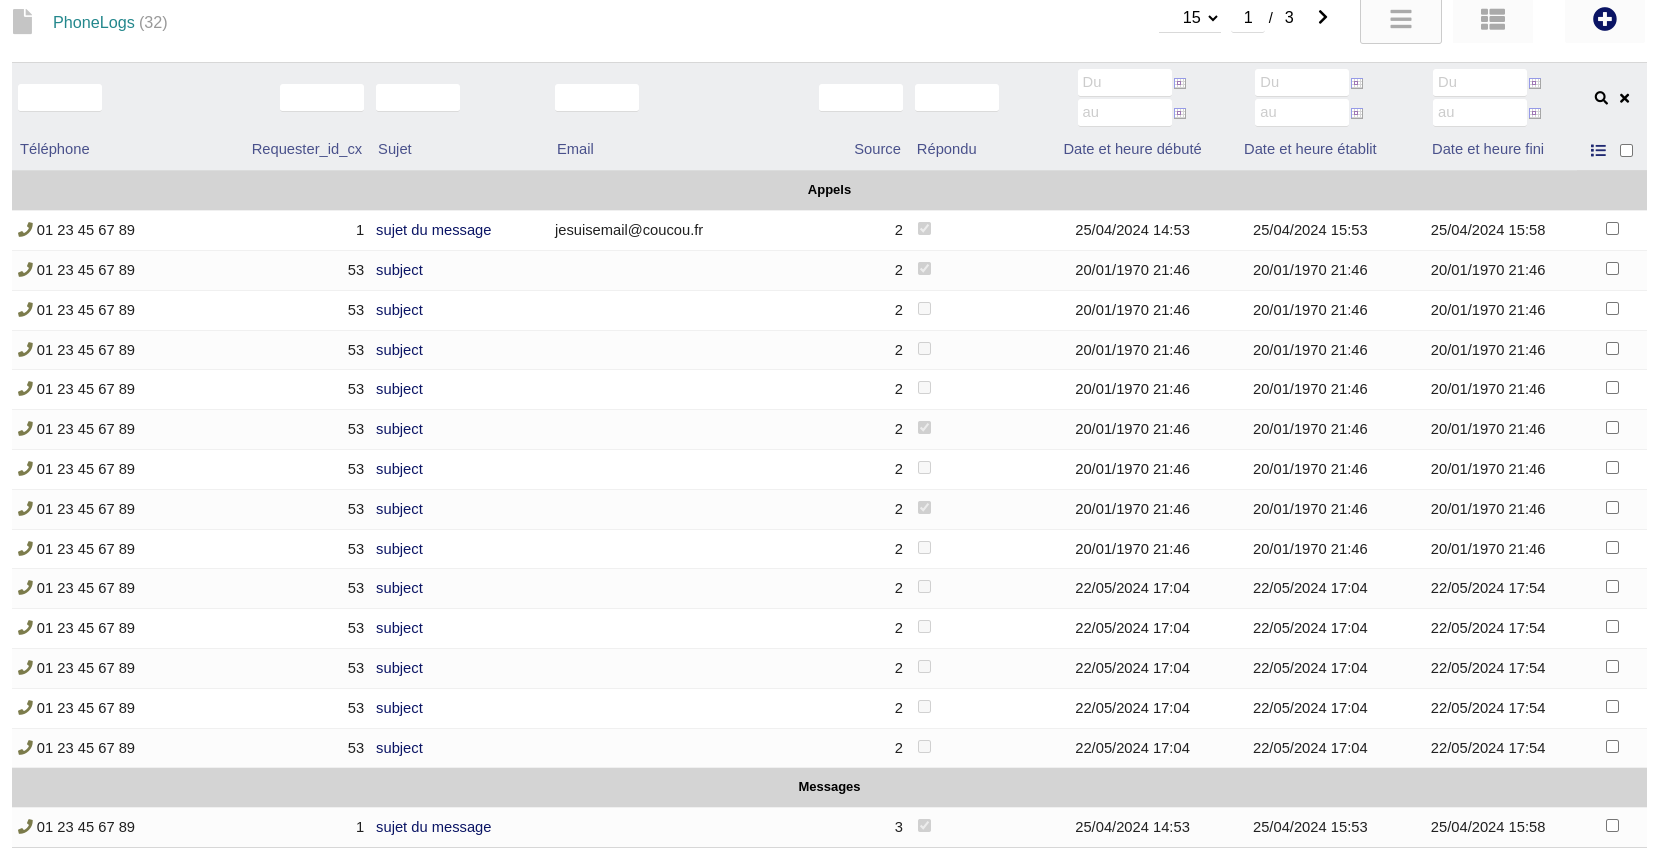 PhoneLogs (32) 15 1 / 3
Du Du Du
au au au
Téléphone Requester_id_cx Sujet Email Source Répondu Date et heure débuté Date et heure établit Date et heure fini
Appels
01 23 45 67 89 1 sujet du message jesuisemail@coucou.fr 2 25/04/2024 14:53 25/04/2024 15:53 25/04/2024 15:58
01 23 45 67 89 53 subject 2 20/01/1970 21:46 20/01/1970 21:46 20/01/1970 21:46
01 23 45 67 89 53 subject 2 20/01/1970 21:46 20/01/1970 21:46 20/01/1970 21:46
01 23 45 67 89 53 subject 2 20/01/1970 21:46 20/01/1970 21:46 20/01/1970 21:46
01 23 45 67 89 53 subject 2 20/01/1970 21:46 20/01/1970 21:46 20/01/1970 21:46
01 23 45 67 89 53 subject 2 20/01/1970 21:46 20/01/1970 21:46 20/01/1970 21:46
01 23 45 67 89 53 subject 2 20/01/1970 21:46 20/01/1970 21:46 20/01/1970 21:46
01 23 45 67 89 53 subject 2 20/01/1970 21:46 20/01/1970 21:46 20/01/1970 21:46
01 23 45 67 89 53 subject 2 20/01/1970 21:46 20/01/1970 21:46 20/01/1970 21:46
01 23 45 67 89 53 subject 2 22/05/2024 17:04 22/05/2024 17:04 22/05/2024 17:54
01 23 45 67 89 53 subject 2 22/05/2024 17:04 22/05/2024 17:04 22/05/2024 17:54
01 23 45 67 89 53 subject 2 22/05/2024 17:04 22/05/2024 17:04 22/05/2024 17:54
01 23 45 67 89 53 subject 2 22/05/2024 17:04 22/05/2024 17:04 22/05/2024 17:54
01 23 45 67 89 53 subject 2 22/05/2024 17:04 22/05/2024 17:04 22/05/2024 17:54
Messages
01 23 45 67 89 1 sujet du message 3 25/04/2024 14:53 25/04/2024 15:53 25/04/2024 15:58